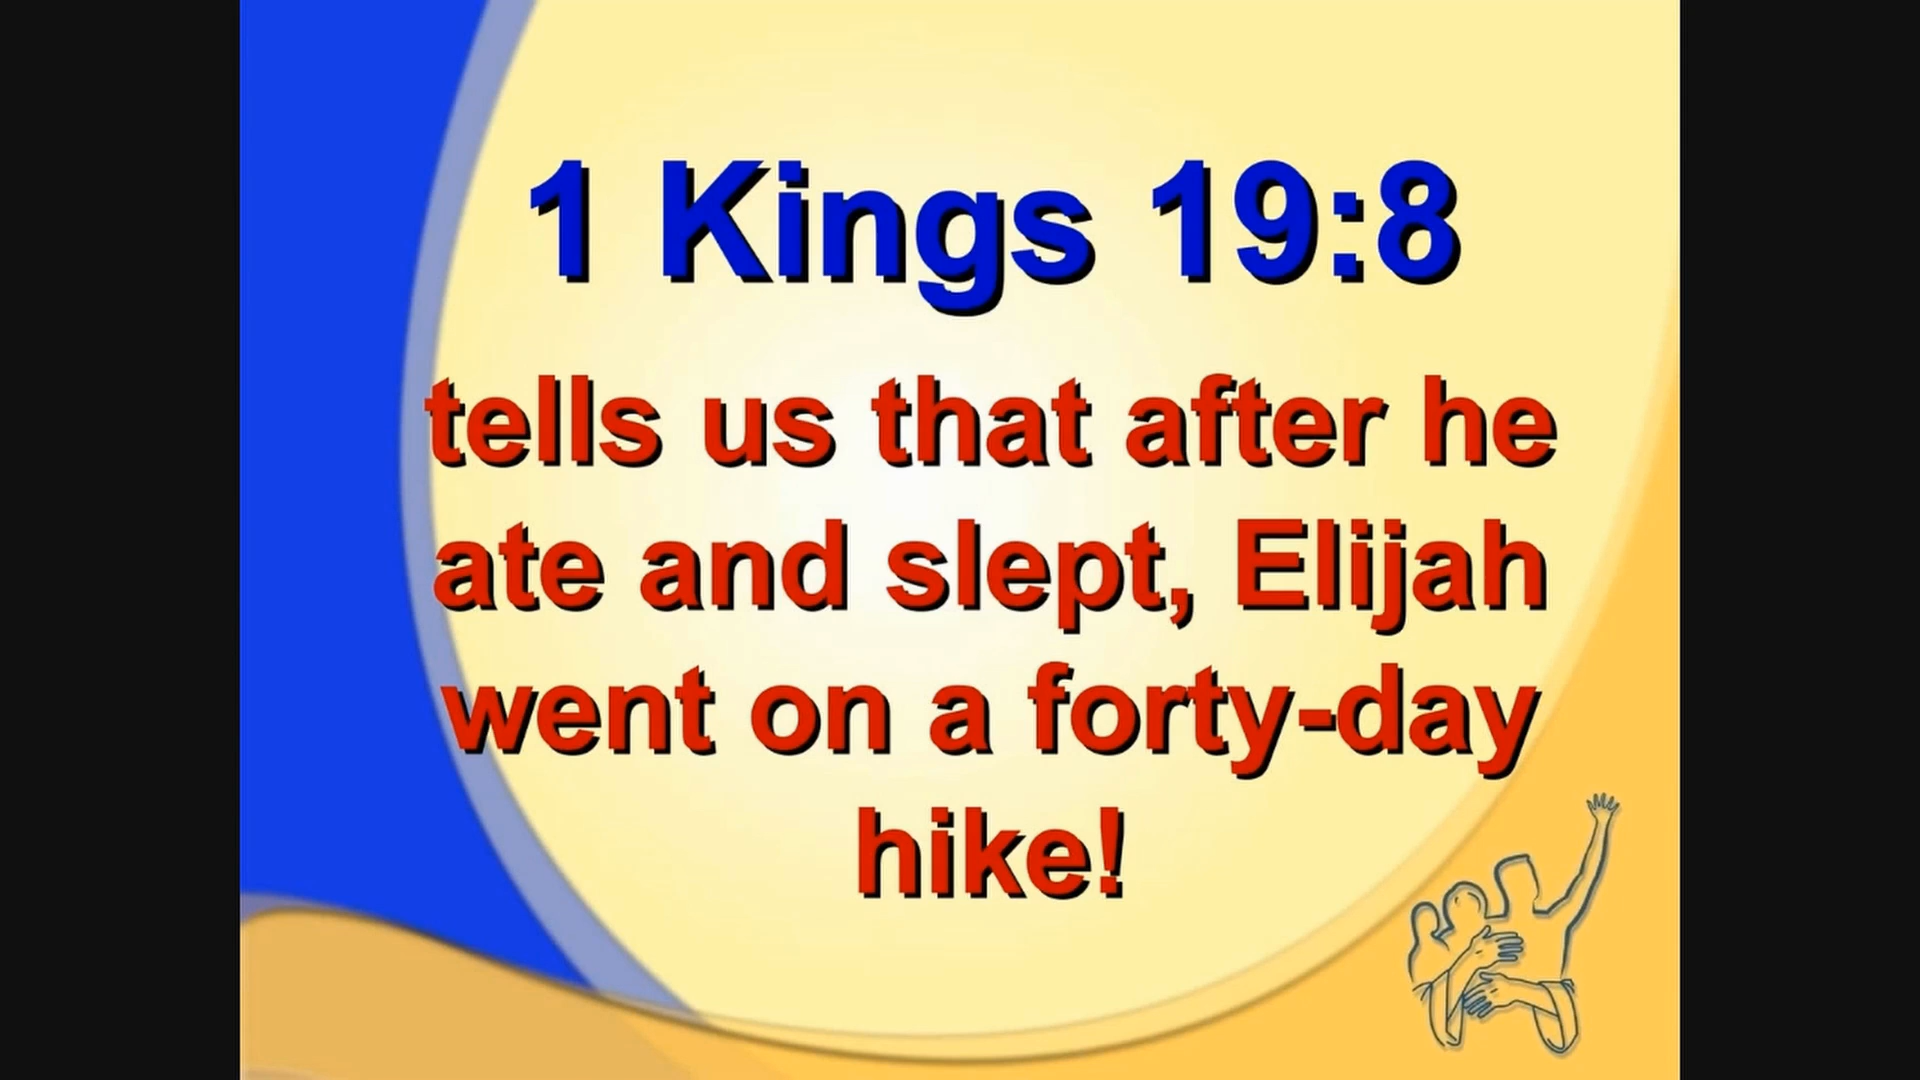 1 Kings 19:8
tells us that after he
ate and slept, Elijah
went on a forty-day
hike!